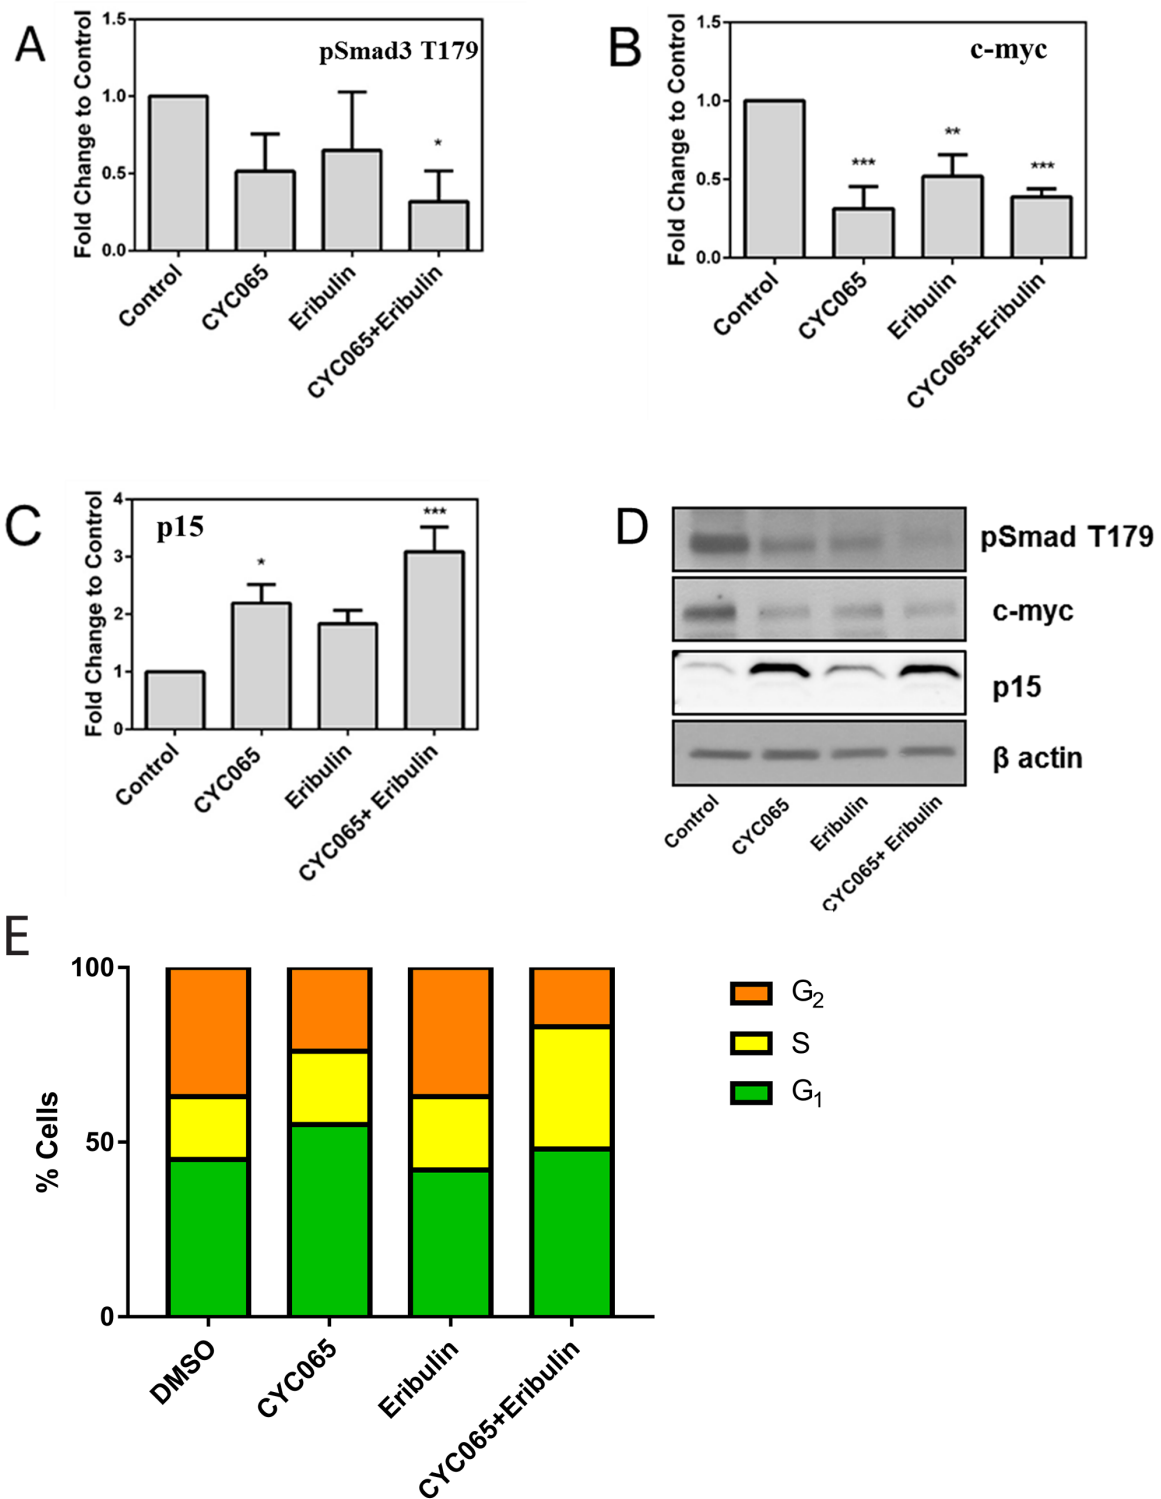 A
pSmad3 T179
Fold Change to Control
1.5
1.0
0.5
0.0
Control
CYC065
Eribulin
CYC065+Eribulin
*
B
c-myc
Fold Change to Control
1.5
1.0
0.5
0.0
Control
CYC065
Eribulin
CYC065+Eribulin
***
**
***
C
p15
Fold Change to Control
4
3
2
1
0
Control
CYC065
Eribulin
CYC065+ Eribulin
*
***
D
pSmad T179
c-myc
p15
β actin
Control
CYC065
Eribulin
CYC065+ Eribulin
E
% Cells
100
50
0
DMSO
CYC065
Eribulin
CYC065+Eribulin
G2
S
G1